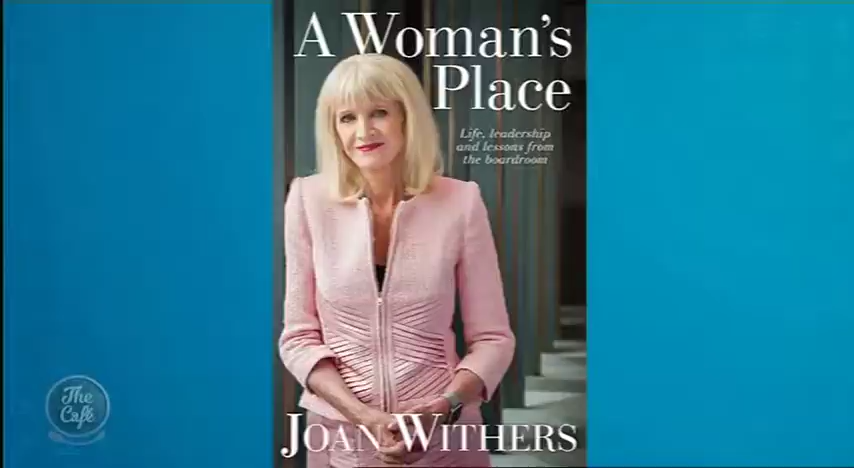 A Woman's
Place
Life, leadership
and lessons from
the boardroom
The
Café
JOAN WITHERS